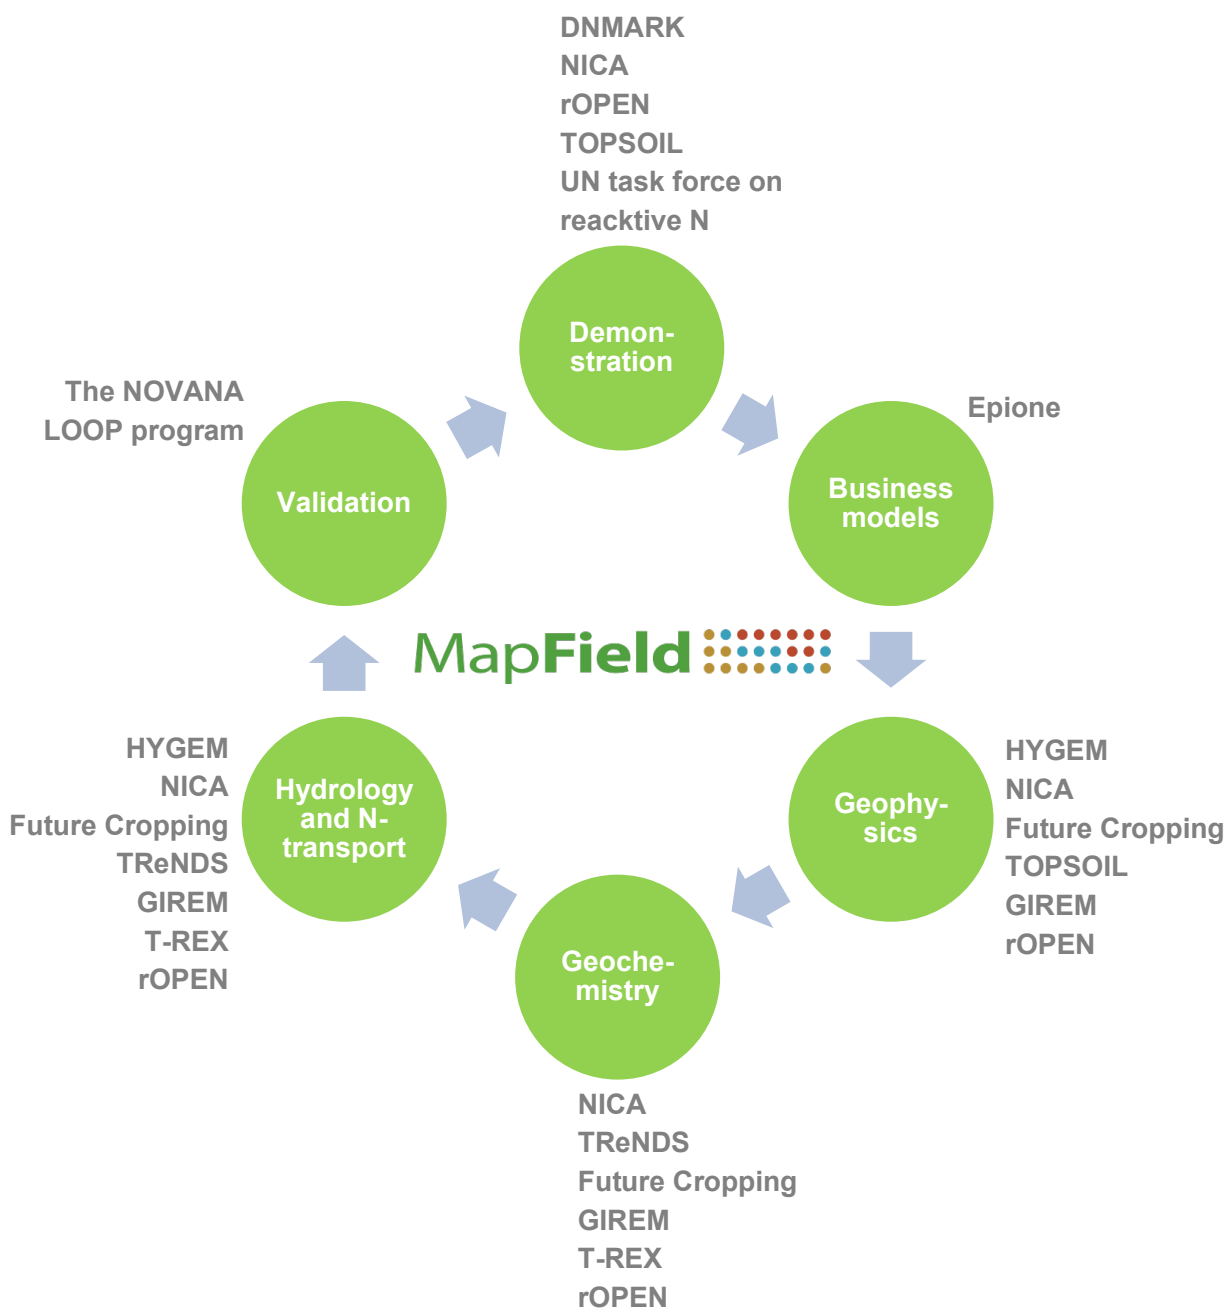 DNMARK
NICA
rOPEN
TOPSOIL
UN task force on
reacktive N
Demon-
stration
The NOVANA
LOOP program
Validation
Epione
Business
models
MapField
HYGEM
NICA
Future Cropping
TReNDS
GIREM
T-REX
rOPEN
Hydrology
and N-
transport
Geophy-
sics
HYGEM
NICA
Future Cropping
TOPSOIL
GIREM
rOPEN
Geoche-
mistry
NICA
TReNDS
Future Cropping
GIREM
T-REX
rOPEN